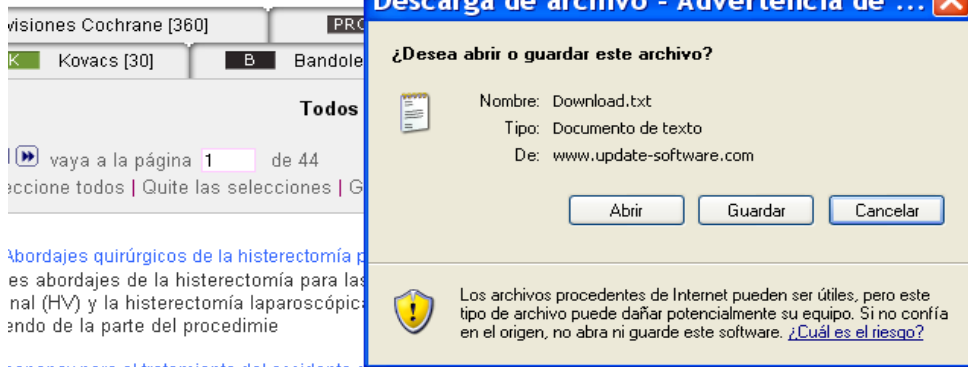 visiones Cochrane [360]
PRO
K Kovacs [30]
B Bandole
Todos
vaya a la página 1 de 44
eccione todos | Quite las selecciones | G
Abordajes quirúrgicos de la histerectomía p
es abordajes de la histerectomía para las
nal (HV) y la histerectomía laparoscópica
endo de la parte del procedimie
Descarga de archivo - Advertencia de ...
¿Desea abrir o guardar este archivo?
Nombre: Download.txt
Tipo: Documento de texto
De: www.update-software.com
Abrir Guardar Cancelar
Los archivos procedentes de Internet pueden ser útiles, pero este
tipo de archivo puede dañar potencialmente su equipo. Si no confía
en el origen, no abra ni guarde este software. ¿Cuál es el riesgo?